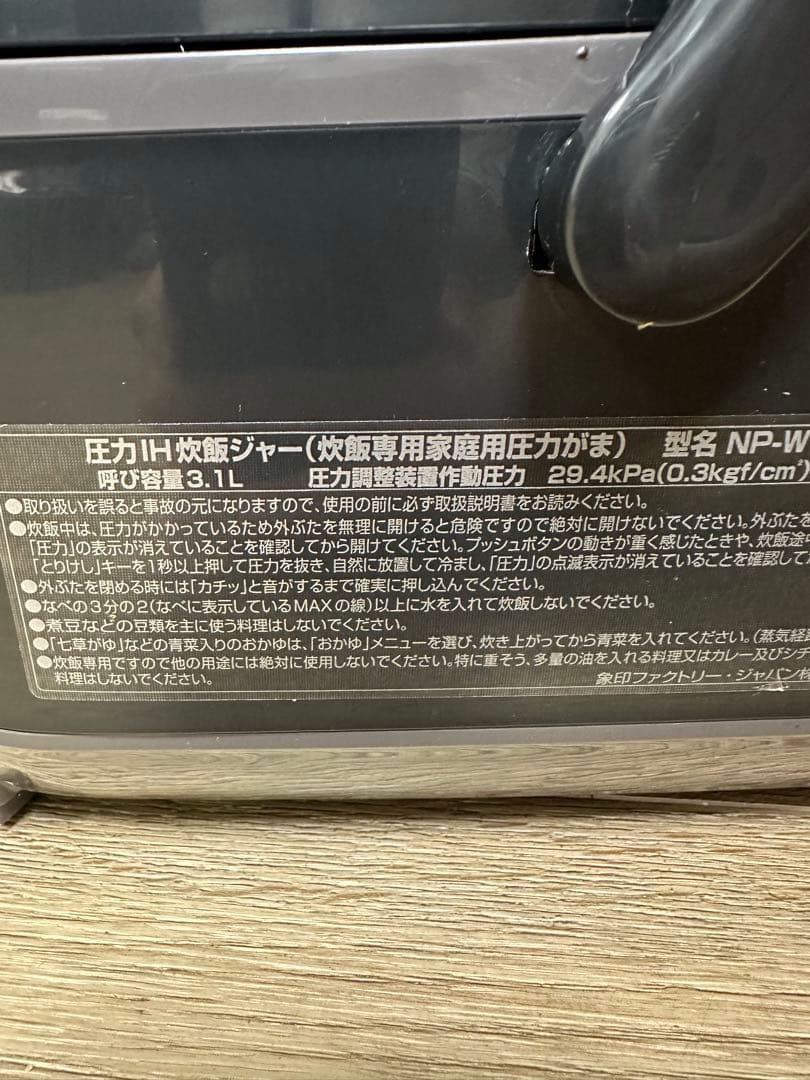 圧力IH炊飯ジャー(炊飯専用家庭用圧力がま) 型名 NP-W
呼び容量3.1L 圧力調整装置作動圧力 29.4kPa(0.3kgf/cm²)
●取り扱いを誤ると事故の元になりますので、使用の前に必ず取扱説明書をお読みください。
●炊飯中は、圧力がかかっているため外ぶたを無理に開けると危険ですので絶対に開けないでください。外ぶたを
「圧力」の表示が消えていることを確認してから開けてください。プッシュボタンの動きが重く感じたときや、炊飯途中
「とりけし」キーを1秒以上押して圧力を抜き、自然に放置して冷まし、「圧力」の点滅表示が消えていることを確認して
●外ぶたを閉める時には「カチッ」と音がするまで確実に押し込んでください。
●なべの3分の2(なべに表示しているMAXの線)以上に水を入れて炊飯しないでください。
●煮豆などの豆類を主に使う料理はしないでください。
●「七草がゆ」などの青菜入りのおかゆは、「おかゆ」メニューを選び、炊き上がってから青菜を入れてください。(蒸気経
●炊飯専用ですので他の用途には絶対に使用しないでください。特に重そう、多量の油を入れる料理又はカレー及びシチ
料理はしないでください。 象印ファクトリー・ジャパン株